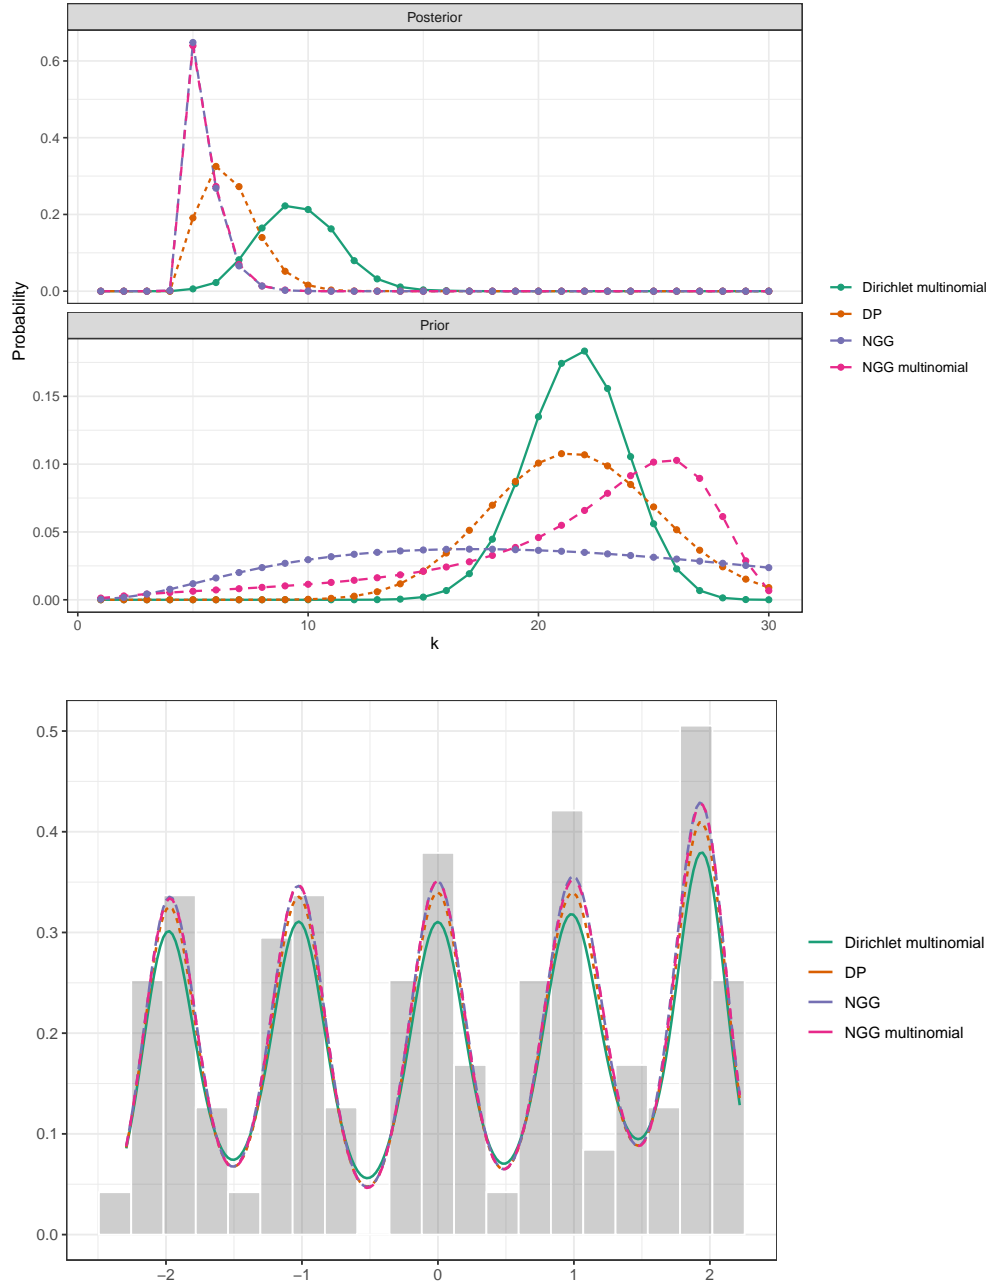 Posterior
0.6
0.4
0.2
0.0
Prior
0.15
0.10
0.05
0.00
0 10 20 30
k
Probability
Dirichlet multinomial
DP
NGG
NGG multinomial
0.5
0.4
0.3
0.2
0.1
0.0
−2 −1 0 1 2
Dirichlet multinomial
DP
NGG
NGG multinomial